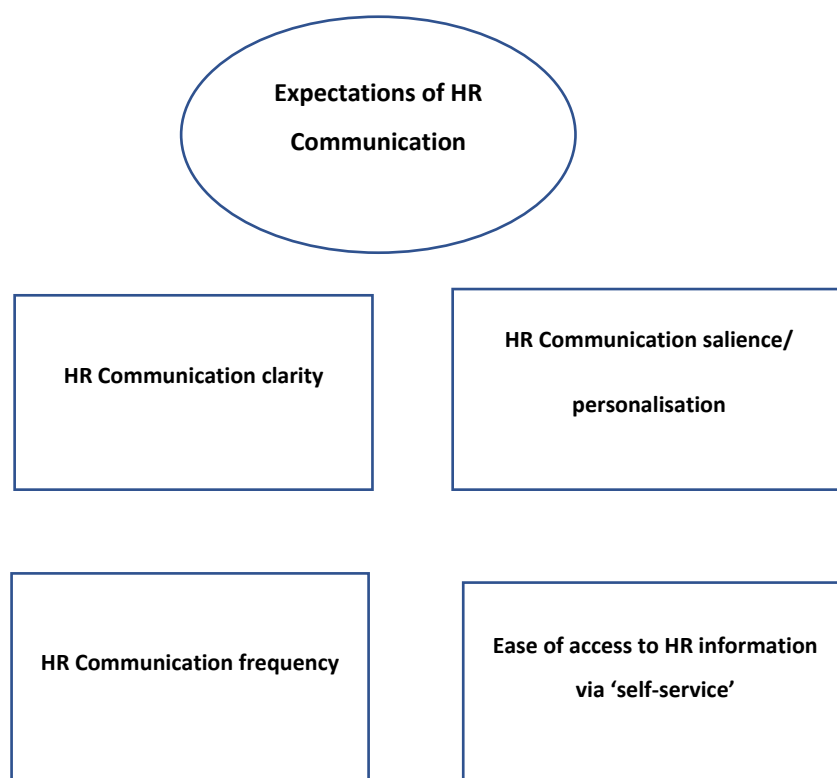 Expectations of HR
Communication
HR Communication clarity
HR Communication salience/
personalisation
HR Communication frequency
Ease of access to HR information
via ‘self-service’